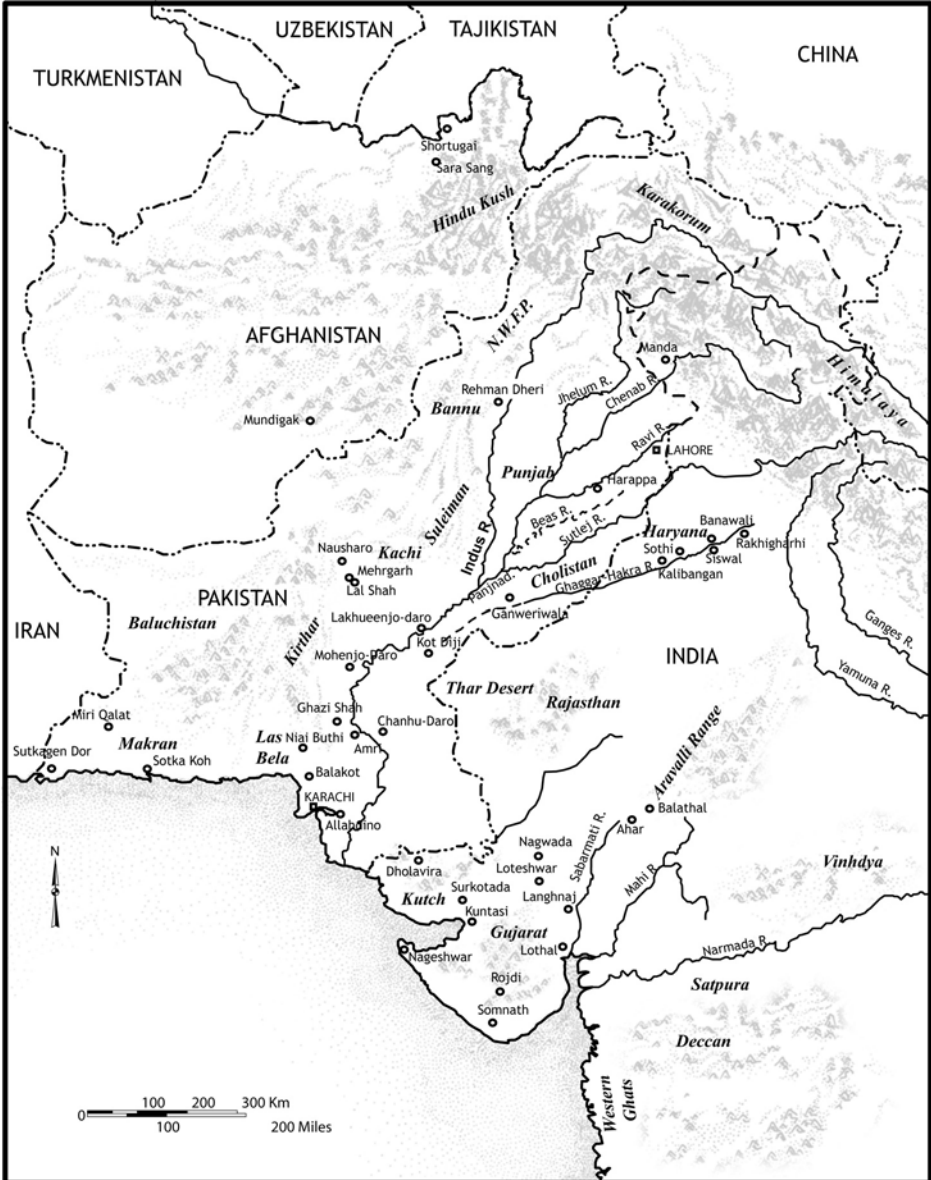 UZBEKISTAN
TAJIKISTAN
CHINA
TURKMENISTAN
Shortugai
Sara Sang
Hindu Kush
Karakorum
N.W.F.P.
AFGHANISTAN
Manda
Himalaya
Rehman Dheri
Jhelum R.
Chenab R.
Bannu
Mundigak
Ravi R.
LAHORE
Punjab
Harappa
Suleiman
Beas R.
Indus R.
Sutlej R.
Haryana
Banawali
Rakhigharhi
Nausharo
Kachi
Sothi
Siswal
Mehrgarh
Lal Shah
Panjnad.
Cholistan
Ghaggar-Hakra R.
Kalibangan
PAKISTAN
Ganweriwala
IRAN
Baluchistan
Lakhueenjo-daro
Kirthar
Kot Diji
Ganges R.
Mohenjo-Daro
INDIA
Yamuna R.
Thar Desert
Rajasthan
Miri Qalat
Ghazi Shah
Chanhu-Daro
Makran
Las
Bela
Niai Buthi
Amri
Aravalli Range
Sutkagen Dor
Sotka Koh
Balakot
KARACHI
Allahdino
Balathal
Ahar
Sabarmati R.
N
Nagwada
Dholavira
Loteshwar
Mahi R.
Vinhdya
Kutch
Surkotada
Langhnaj
Kuntasi
Gujarat
Nageshwar
Lothal
Narmada R.
Rojdi
Satpura
Somnath
Deccan
Western
Ghats
100 200 300 Km
0
100 200 Miles